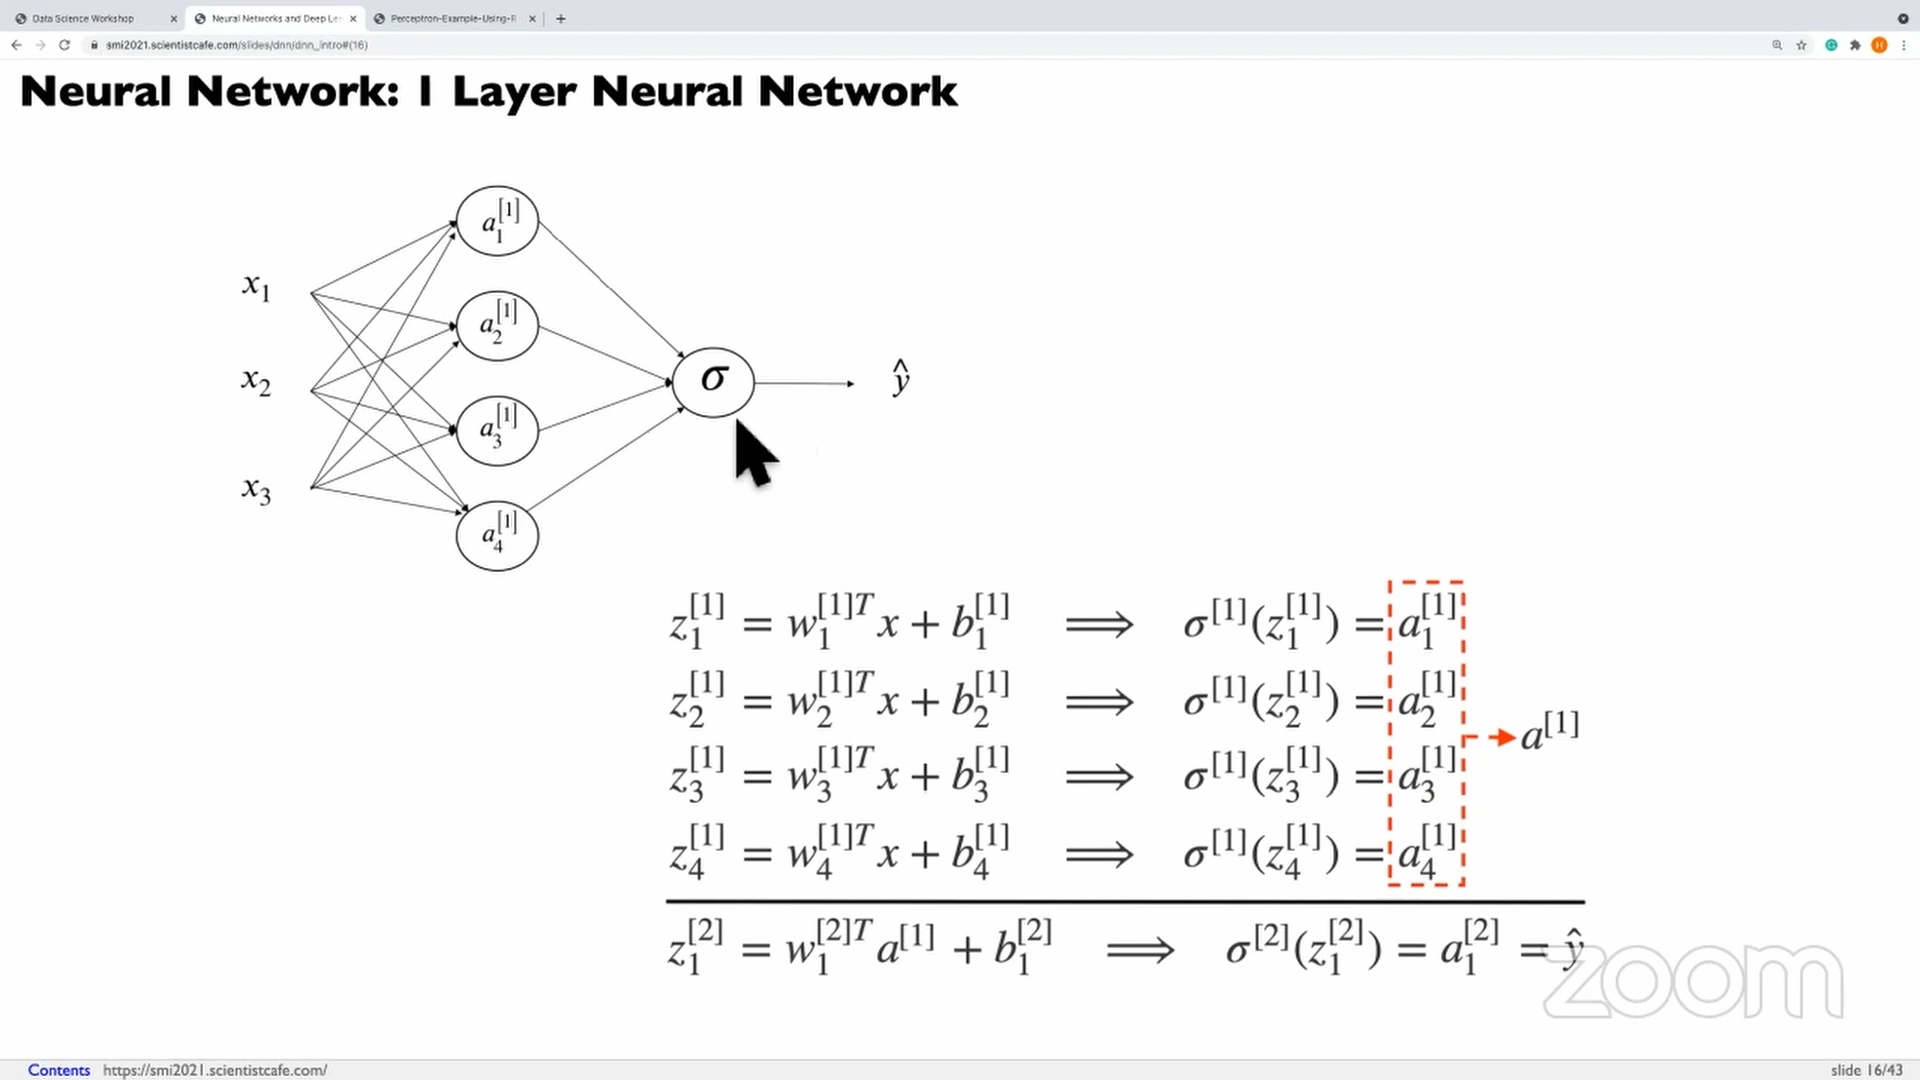 Data Science Workshop
Neural Networks and Deep Le
Perceptron-Example-Using-R
smi2021.scientistcafe.com/slides/dnn/dnn_intro#(16)
H
Neural Network: 1 Layer Neural Network
a_1^{[1]}
x_1
a_2^{[1]}
x_2
σ
ŷ
a_3^{[1]}
x_3
a_4^{[1]}
z_1^{[1]} = w_1^{[1]T} x + b_1^{[1]} ⟹ σ^{[1]}(z_1^{[1]}) = a_1^{[1]}
z_2^{[1]} = w_2^{[1]T} x + b_2^{[1]} ⟹ σ^{[1]}(z_2^{[1]}) = a_2^{[1]}
a^{[1]}
z_3^{[1]} = w_3^{[1]T} x + b_3^{[1]} ⟹ σ^{[1]}(z_3^{[1]}) = a_3^{[1]}
z_4^{[1]} = w_4^{[1]T} x + b_4^{[1]} ⟹ σ^{[1]}(z_4^{[1]}) = a_4^{[1]}
z_1^{[2]} = w_1^{[2]T} a^{[1]} + b_1^{[2]} ⟹ σ^{[2]}(z_1^{[2]}) = a_1^{[2]} = ŷ
zoom
Contents https://smi2021.scientistcafe.com/
slide 16/43